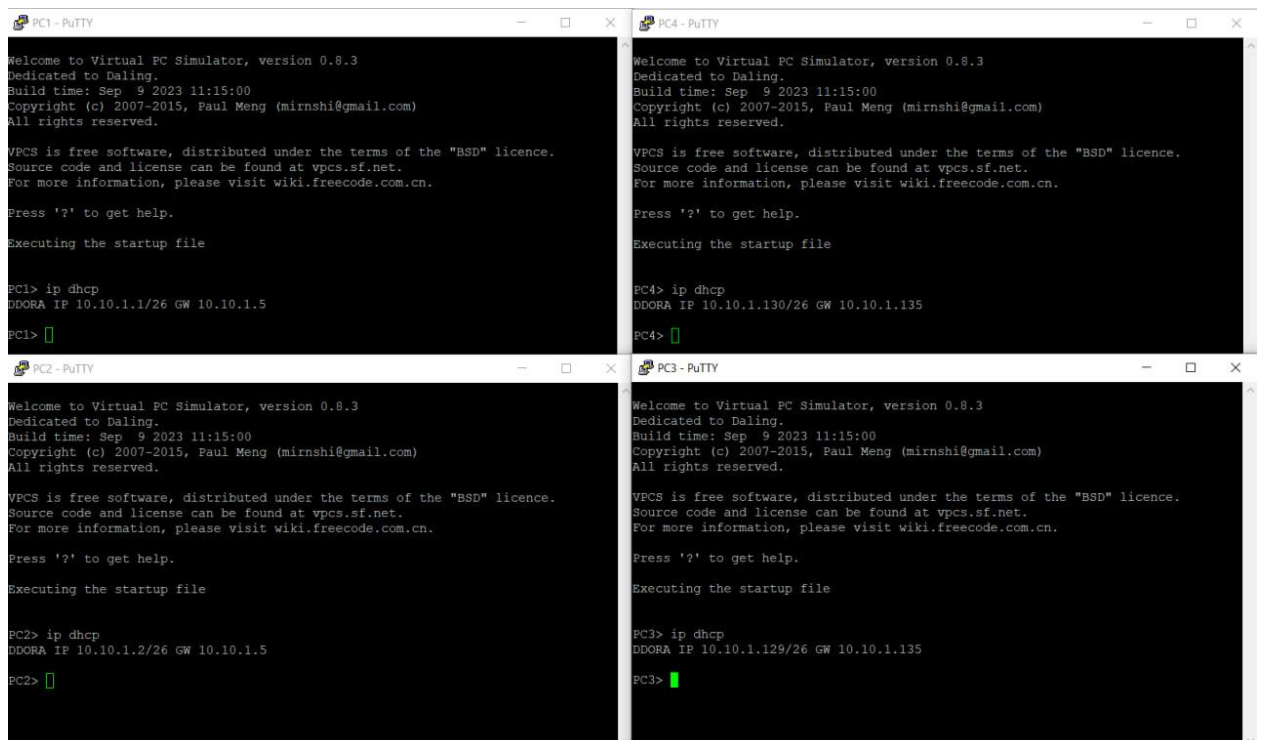 PC1 - PuTTY
Welcome to Virtual PC Simulator, version 0.8.3
Dedicated to Daling.
Build time: Sep  9 2023 11:15:00
Copyright (c) 2007-2015, Paul Meng (mirnshi@gmail.com)
All rights reserved.
VPCS is free software, distributed under the terms of the "BSD" licence.
Source code and license can be found at vpcs.sf.net.
For more information, please visit wiki.freecode.com.cn.
Press '?' to get help.
Executing the startup file
PC1> ip dhcp
DDORA IP 10.10.1.1/26 GW 10.10.1.5
PC1>
PC4 - PuTTY
Welcome to Virtual PC Simulator, version 0.8.3
Dedicated to Daling.
Build time: Sep  9 2023 11:15:00
Copyright (c) 2007-2015, Paul Meng (mirnshi@gmail.com)
All rights reserved.
VPCS is free software, distributed under the terms of the "BSD" licence.
Source code and license can be found at vpcs.sf.net.
For more information, please visit wiki.freecode.com.cn.
Press '?' to get help.
Executing the startup file
PC4> ip dhcp
DDORA IP 10.10.1.130/26 GW 10.10.1.135
PC4>
PC2 - PuTTY
Welcome to Virtual PC Simulator, version 0.8.3
Dedicated to Daling.
Build time: Sep  9 2023 11:15:00
Copyright (c) 2007-2015, Paul Meng (mirnshi@gmail.com)
All rights reserved.
VPCS is free software, distributed under the terms of the "BSD" licence.
Source code and license can be found at vpcs.sf.net.
For more information, please visit wiki.freecode.com.cn.
Press '?' to get help.
Executing the startup file
PC2> ip dhcp
DDORA IP 10.10.1.2/26 GW 10.10.1.5
PC2>
PC3 - PuTTY
Welcome to Virtual PC Simulator, version 0.8.3
Dedicated to Daling.
Build time: Sep  9 2023 11:15:00
Copyright (c) 2007-2015, Paul Meng (mirnshi@gmail.com)
All rights reserved.
VPCS is free software, distributed under the terms of the "BSD" licence.
Source code and license can be found at vpcs.sf.net.
For more information, please visit wiki.freecode.com.cn.
Press '?' to get help.
Executing the startup file
PC3> ip dhcp
DDORA IP 10.10.1.129/26 GW 10.10.1.135
PC3>